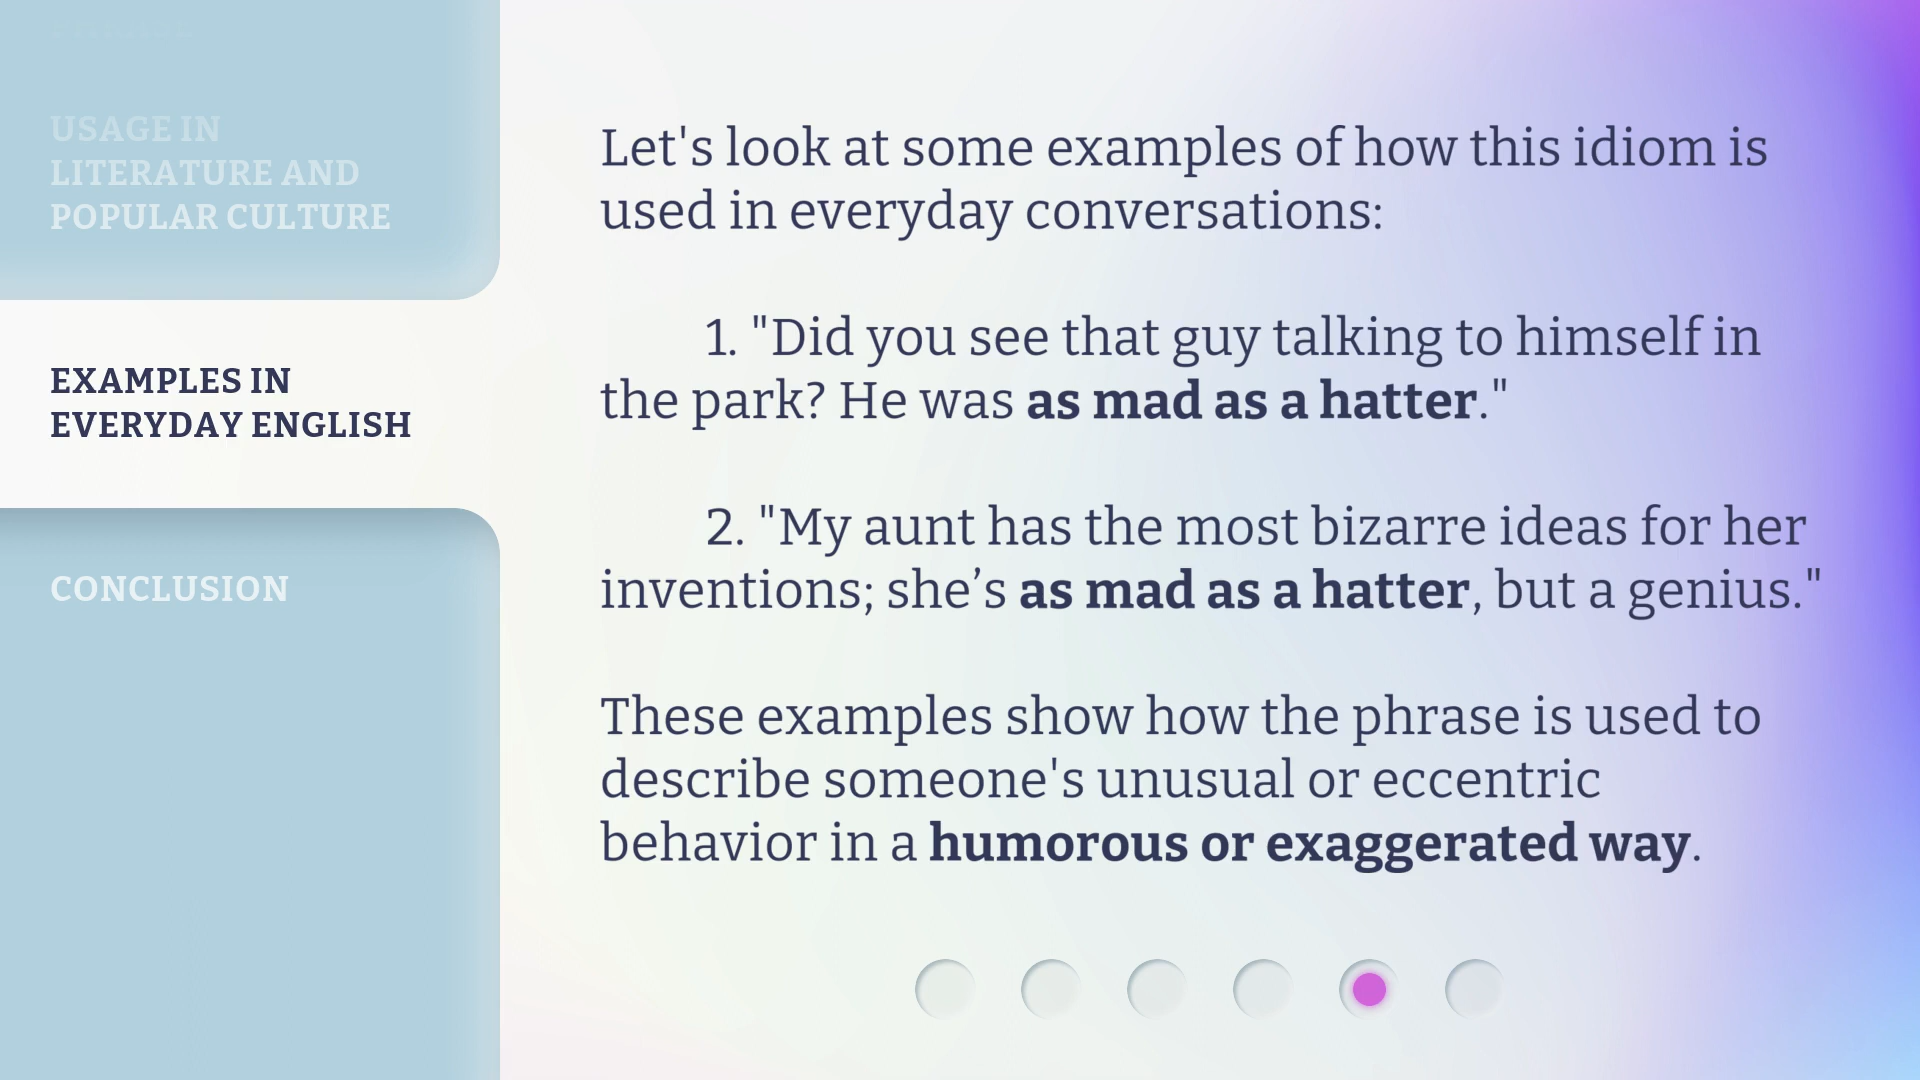 USAGE IN
LITERATURE AND
POPULAR CULTURE
EXAMPLES IN
EVERYDAY ENGLISH
CONCLUSION
Let's look at some examples of how this idiom is
used in everyday conversations:
1. "Did you see that guy talking to himself in
the park? He was as mad as a hatter."
2. "My aunt has the most bizarre ideas for her
inventions; she’s as mad as a hatter, but a genius."
These examples show how the phrase is used to
describe someone's unusual or eccentric
behavior in a humorous or exaggerated way.